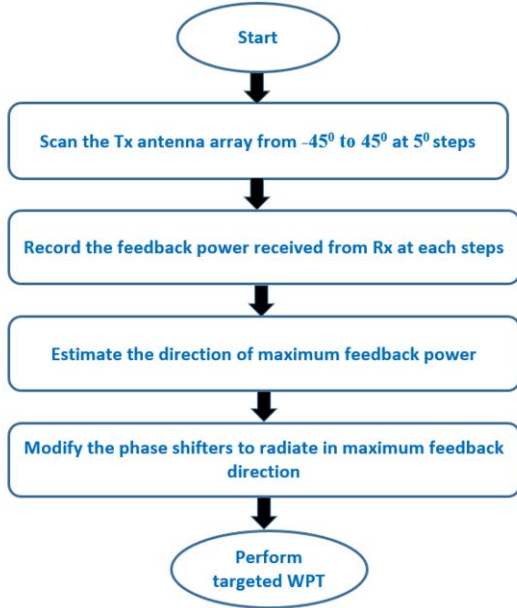 Start
Scan the Tx antenna array from -45⁰ to 45⁰ at 5⁰ steps
Record the feedback power received from Rx at each steps
Estimate the direction of maximum feedback power
Modify the phase shifters to radiate in maximum feedback
direction
Perform
targeted WPT